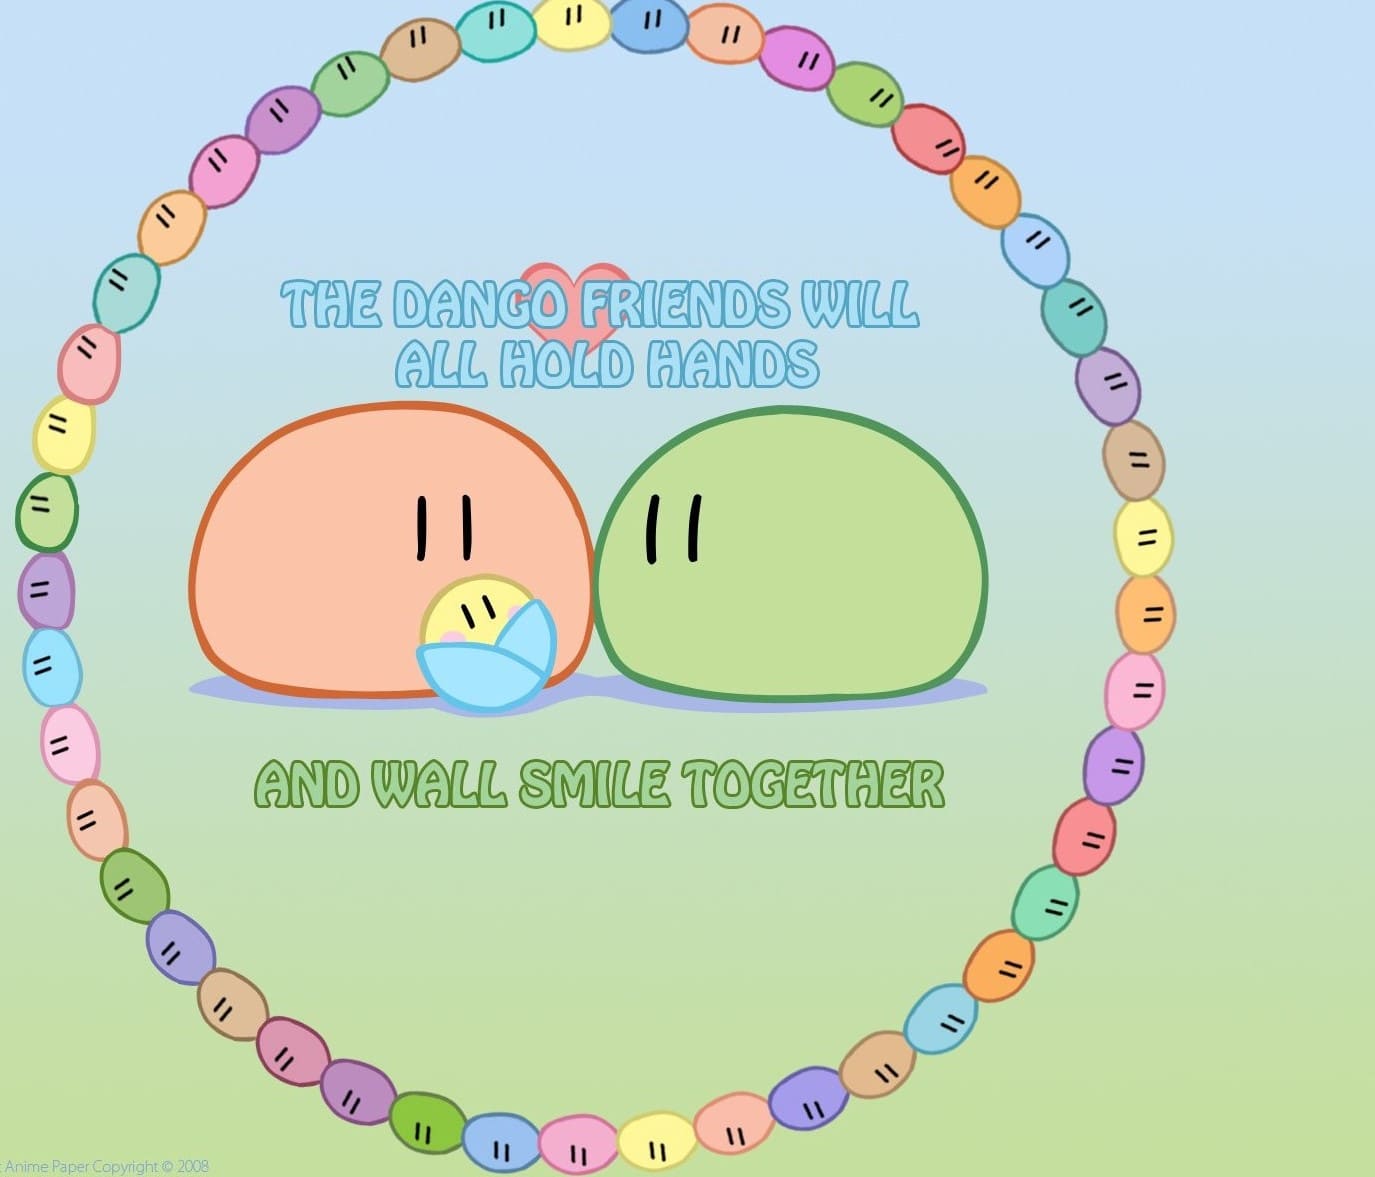 THE DANGO FRIENDS WILL
ALL HOLD HANDS
AND WALL SMILE TOGETHER
Anime Paper Copyright © 2008